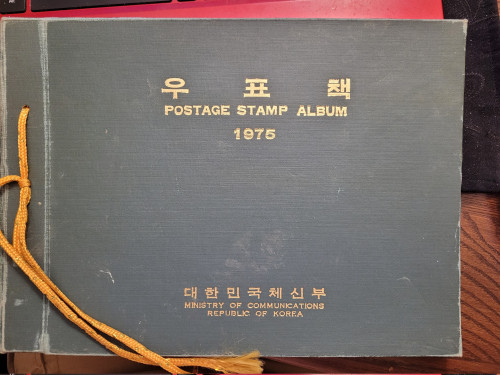 우 표 책
POSTAGE STAMP ALBUM
1975
대한민국체신부
MINISTRY OF COMMUNICATIONS
REPUBLIC OF KOREA